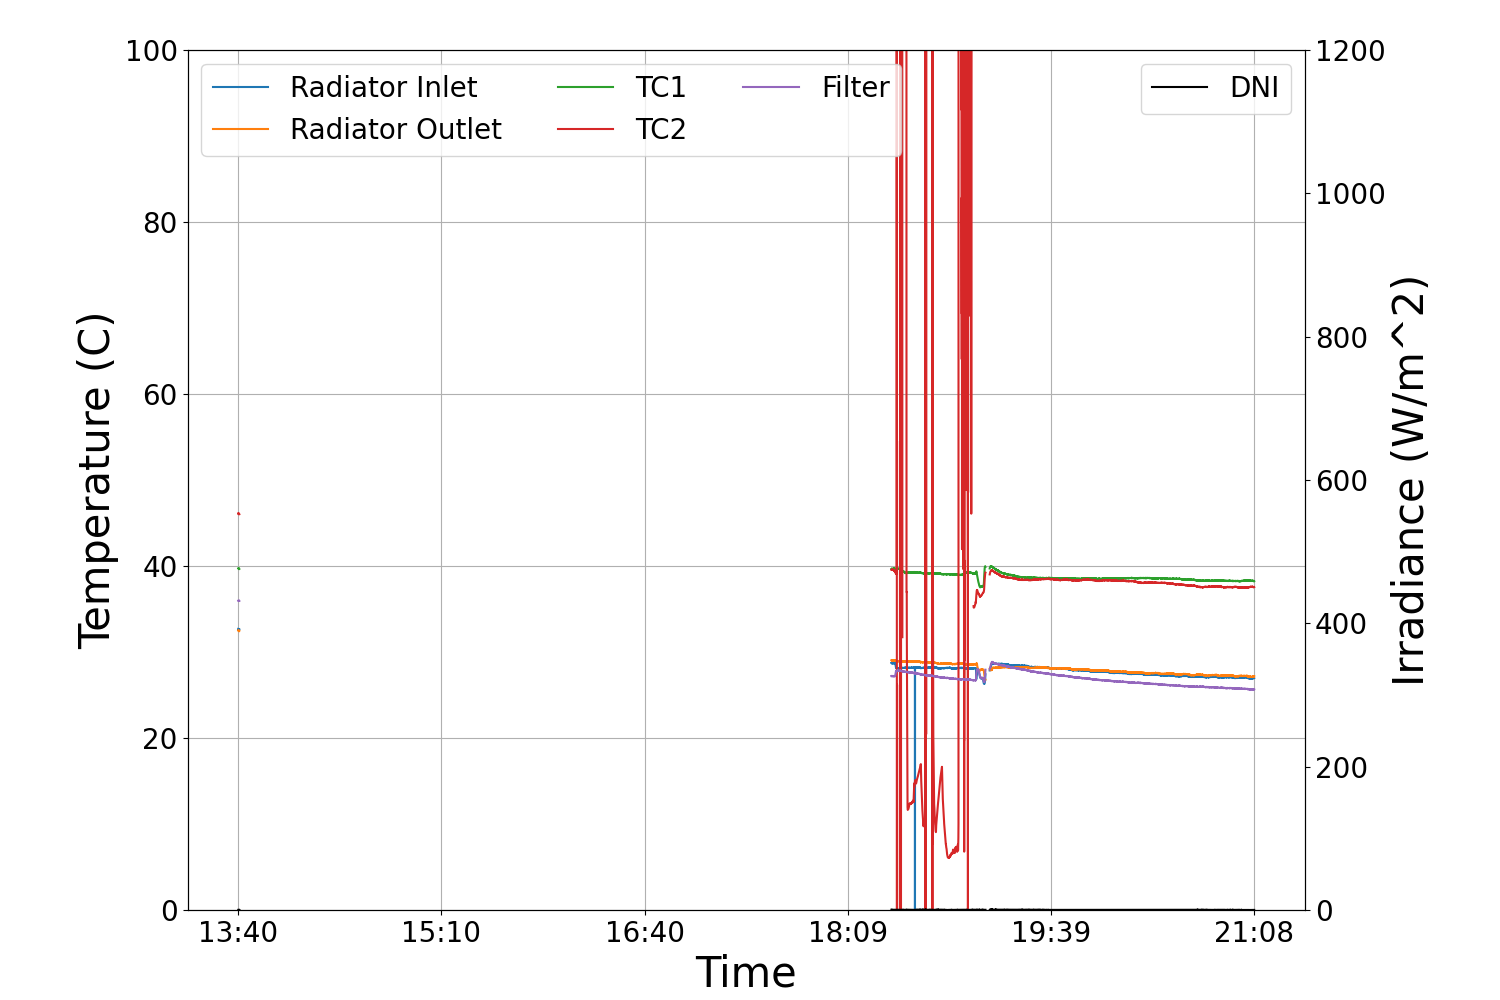 100
80
60
40
20
0
Temperature (C)
Radiator Inlet
Radiator Outlet
TC1
TC2
Filter
DNI
1200
1000
800
600
400
200
0
Irradiance (W/m^2)
13:40 15:10 16:40 18:09 19:39 21:08
Time